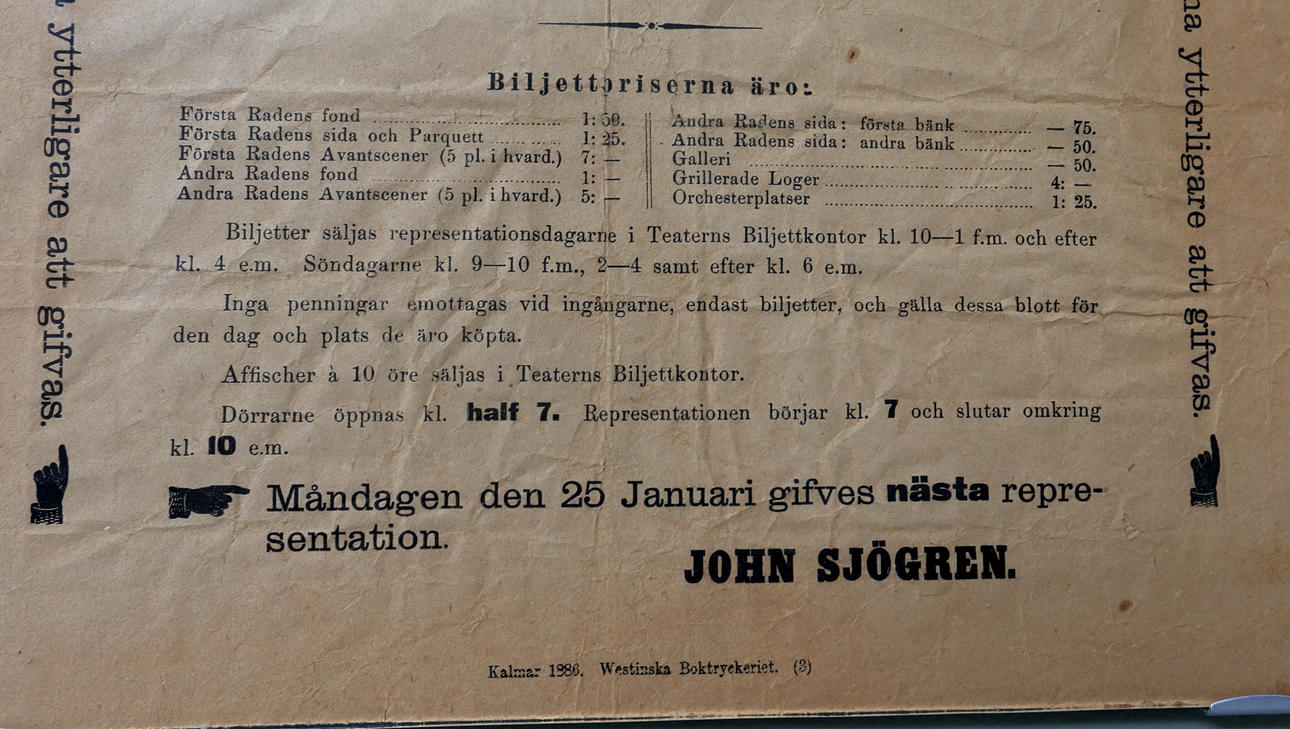 Biljettpriserna äro:
Första Radens fond 1: 50.
Första Radens sida och Parquett 1: 25.
Första Radens Avantscener (5 pl. i hvard.) 7: —
Andra Radens fond 1: —
Andra Radens Avantscener (5 pl. i hvard.) 5: —
Andra Radens sida: första bänk — 75.
Andra Radens sida: andra bänk — 50.
Galleri — 50.
Grillerade Loger 4: —
Orchesterplatser 1: 25.
Biljetter säljas representationsdagarne i Teaterns Biljettkontor kl. 10—1 f.m. och efter
kl. 4 e.m. Söndagarne kl. 9—10 f.m., 2—4 samt efter kl. 6 e.m.
Inga penningar emottagas vid ingångarne, endast biljetter, och gälla dessa blott för
den dag och plats de äro köpta.
Affischer à 10 öre säljas i Teaterns Biljettkontor.
Dörrarne öppnas kl. half 7. Representationen börjar kl. 7 och slutar omkring
kl. 10 e.m.
Måndagen den 25 Januari gifves nästa repre-
sentation.
JOHN SJÖGREN.
Kalmar 1886. Westinska Boktryckeriet. (3)
ytterligare att gifvas.
ytterligare att gifvas.